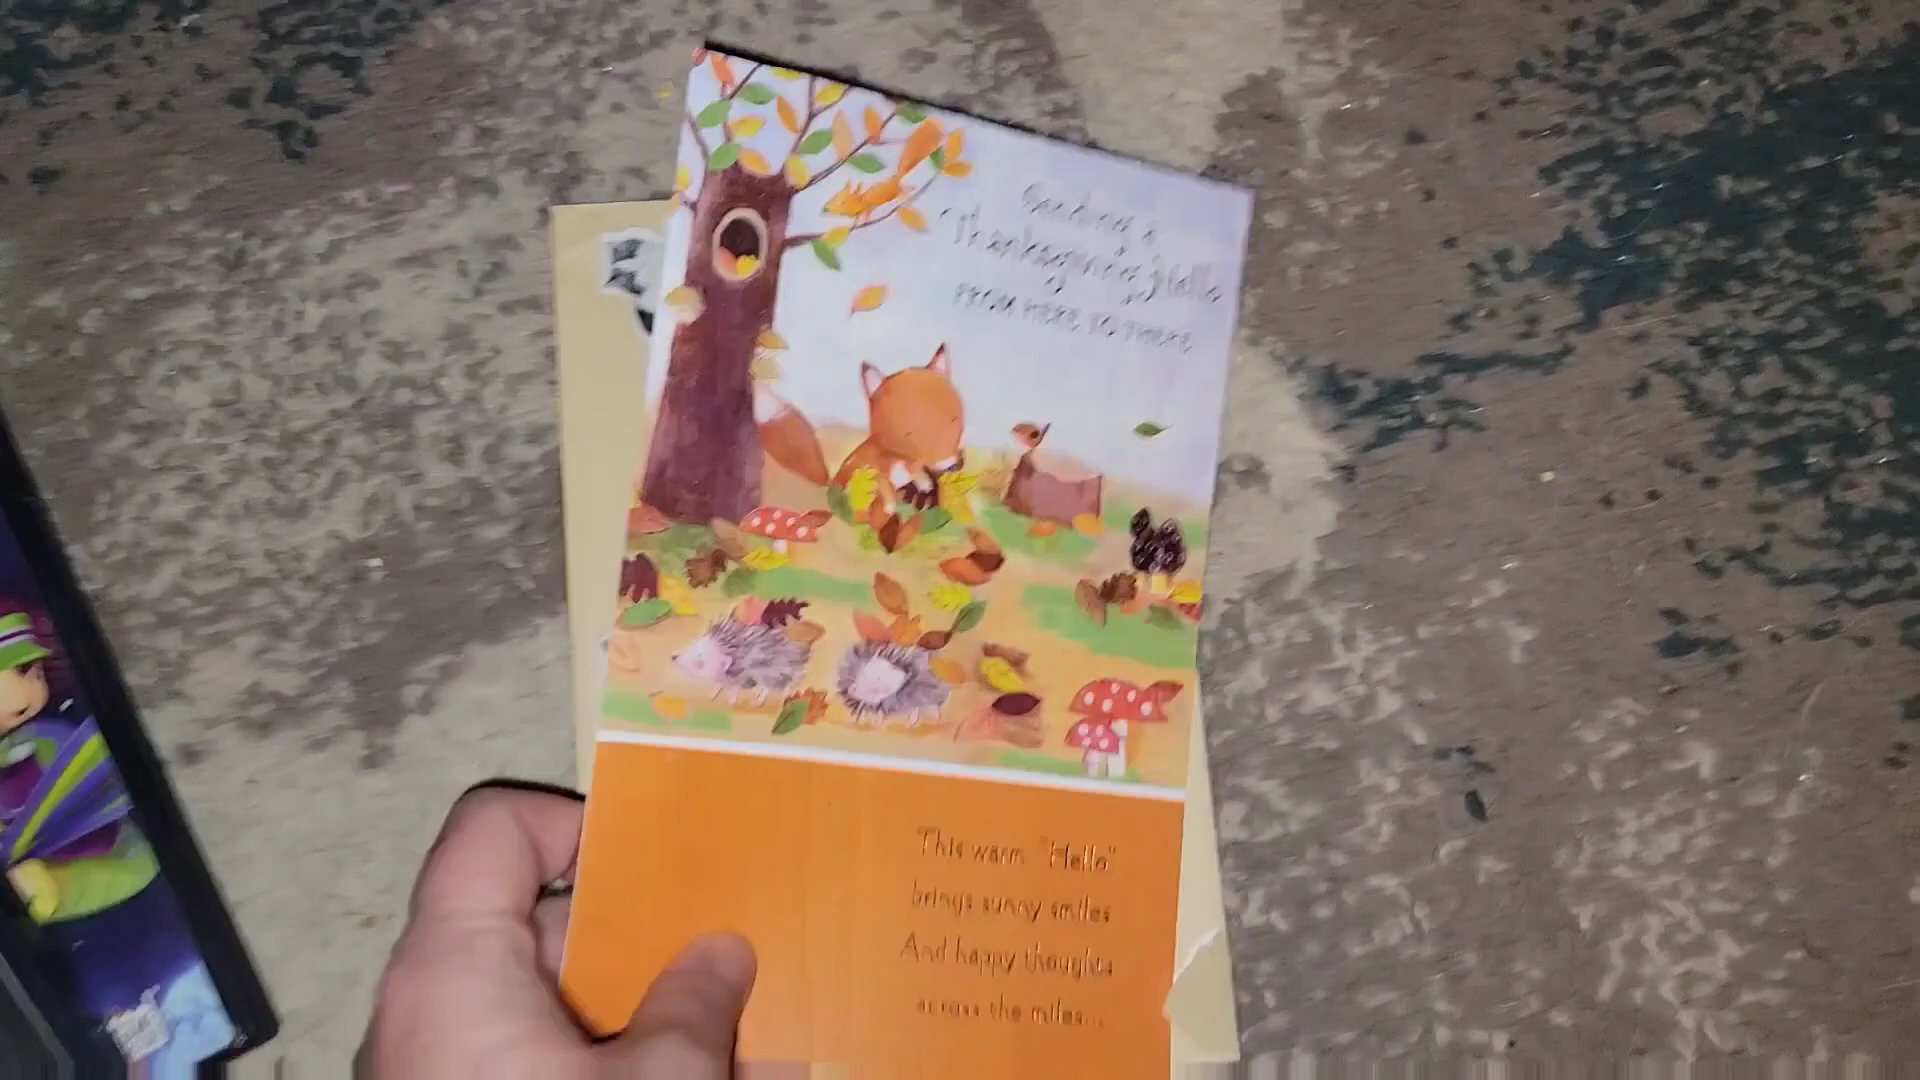 Sending a
Thanksgiving Hello
FROM HERE TO THERE
This warm "Hello"
brings sunny smiles
And happy thoughts
across the miles...